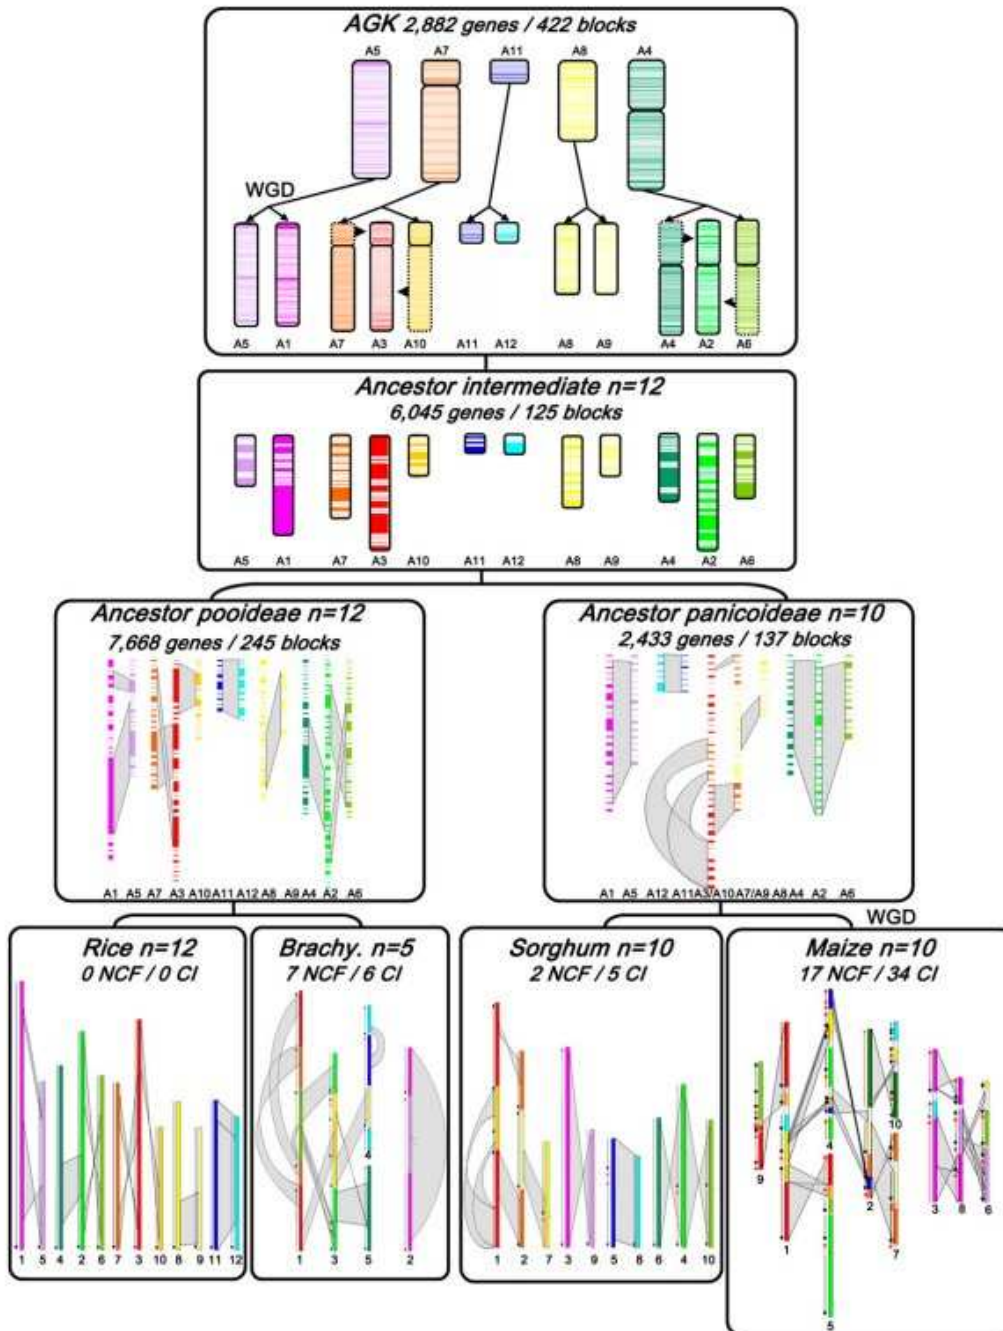 AGK 2,882 genes / 422 blocks
A5 A7 A11 A8 A4
WGD
A5 A1 A7 A3 A10 A11 A12 A8 A9 A4 A2 A6
Ancestor intermediate n=12
6,045 genes / 125 blocks
A5 A1 A7 A3 A10 A11 A12 A8 A9 A4 A2 A6
Ancestor pooideae n=12
7,668 genes / 245 blocks
A1 A5 A7 A3 A10 A11 A12 A8 A9 A4 A2 A6
Ancestor panicoideae n=10
2,433 genes / 137 blocks
A1 A5 A12 A11 A3/A10 A7/A9 A8 A4 A2 A6
WGD
Rice n=12
0 NCF / 0 CI
1 5 4 2 6 7 3 10 8 9 11 12
Brachy. n=5
7 NCF / 6 CI
4
1 3 5 2
Sorghum n=10
2 NCF / 5 CI
1 2 7 3 9 5 8 6 4 10
Maize n=10
17 NCF / 34 CI
10
4
9 2 3 8 6
1 7
5